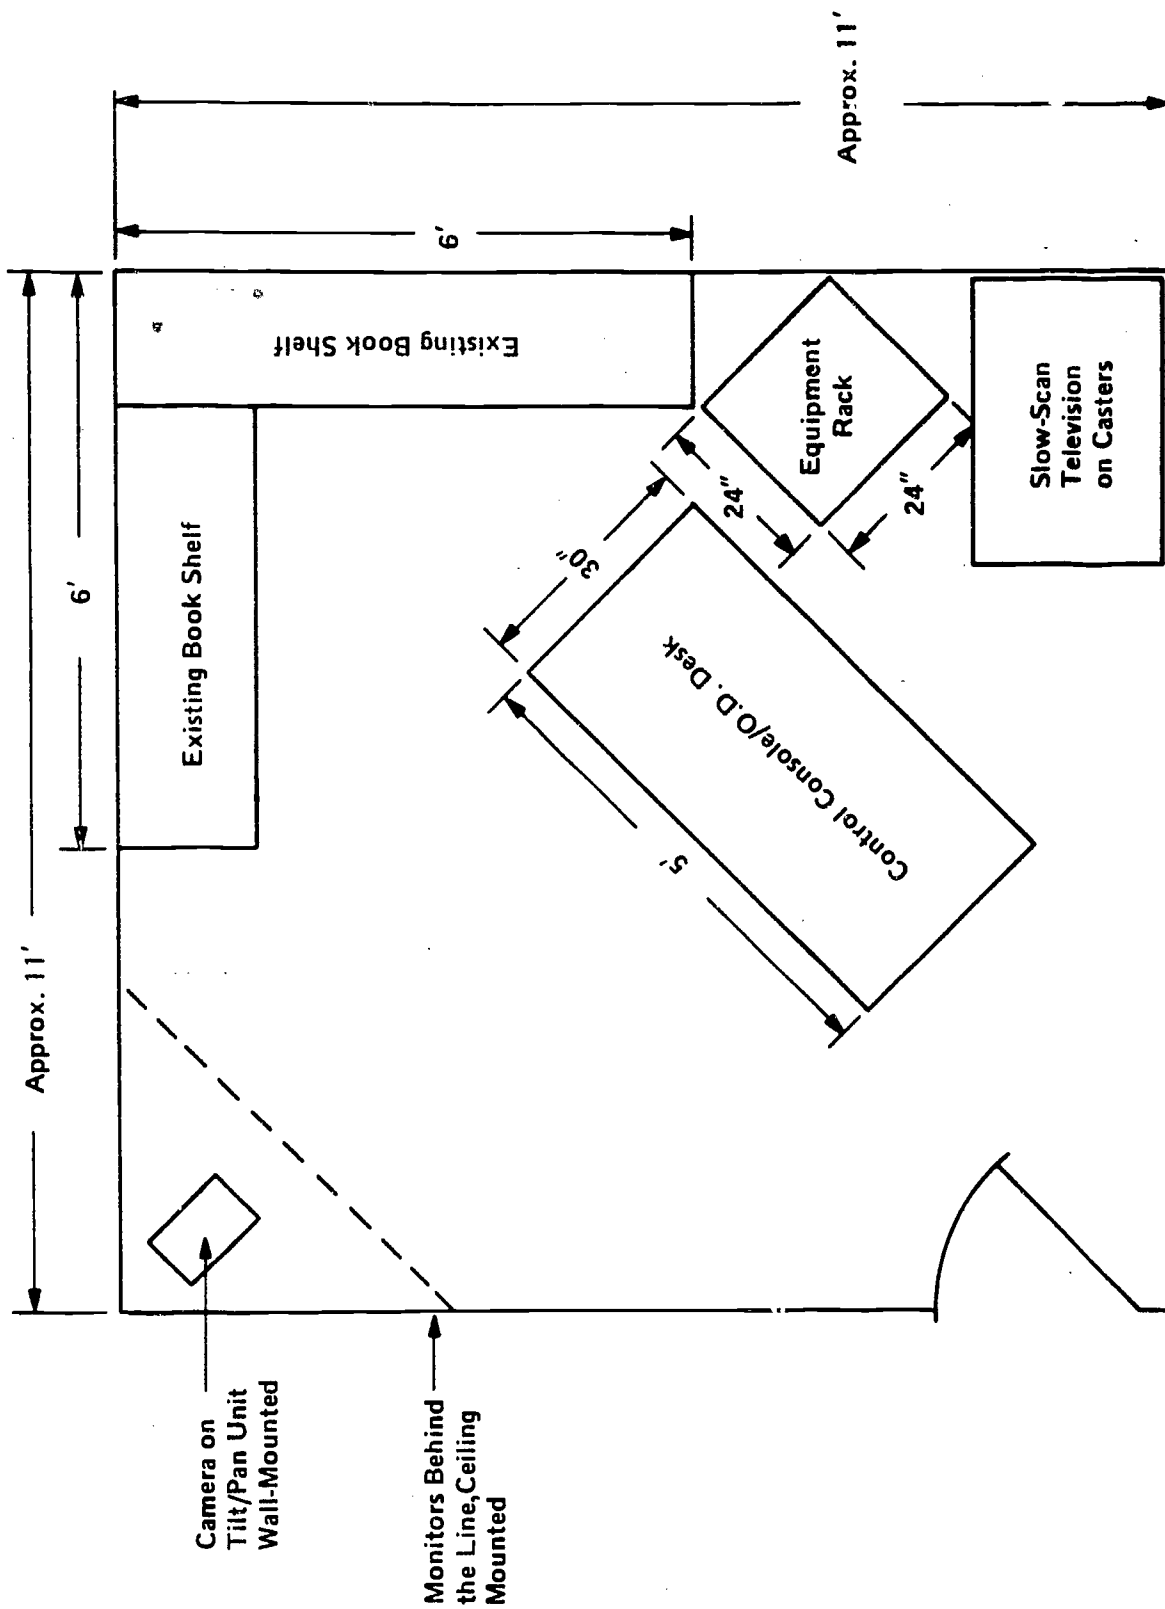 Approx. 11'
6'
Existing Book Shelf
Existing Book Shelf
6'
Approx. 11'
Camera on
Tilt/Pan Unit
Wall-Mounted
Monitors Behind
the Line, Ceiling
Mounted
30"
5'
Control Console/O.D. Desk
24"
24"
Equipment
Rack
Slow-Scan
Television
on Casters